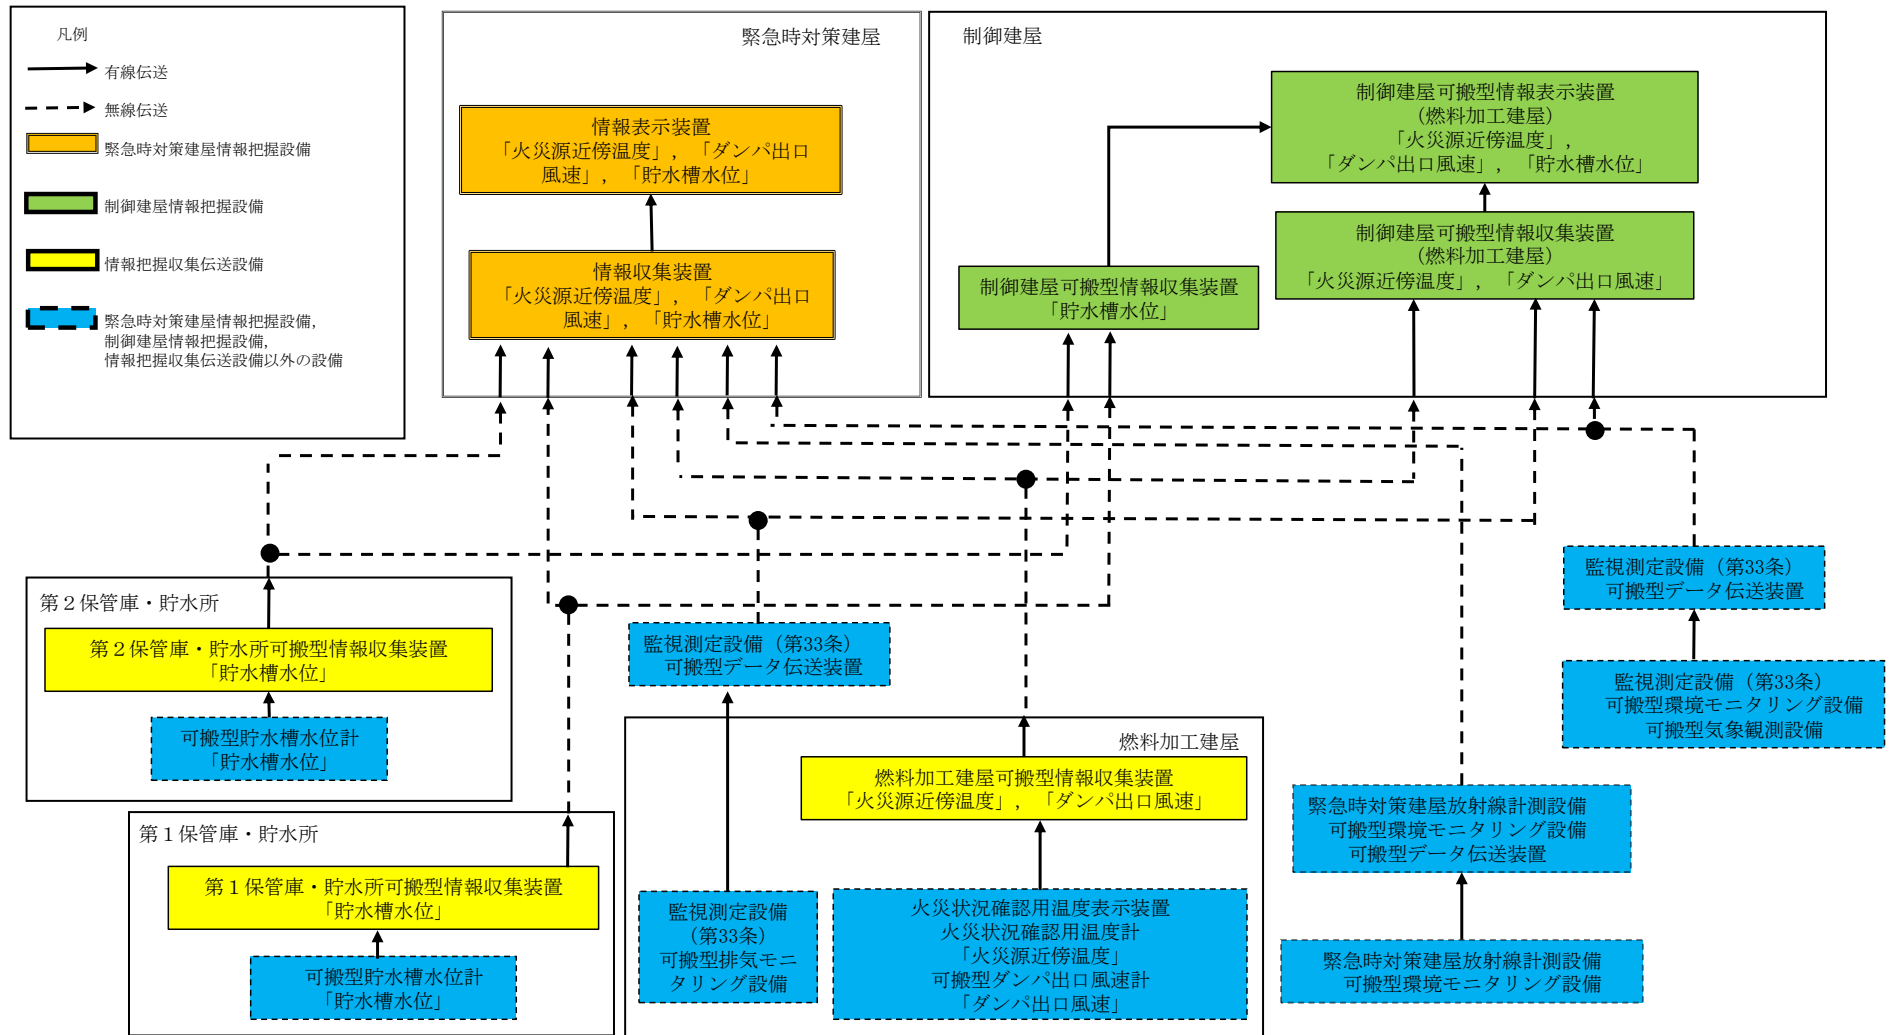 凡例
有線伝送
無線伝送
緊急時対策建屋情報把握設備
制御建屋情報把握設備
情報把握収集伝送設備
緊急時対策建屋情報把握設備，
制御建屋情報把握設備，
情報把握収集伝送設備以外の設備
緊急時対策建屋
情報表示装置
「火災源近傍温度」，「ダンパ出口
風速」，「貯水槽水位」
情報収集装置
「火災源近傍温度」，「ダンパ出口
風速」，「貯水槽水位」
制御建屋
制御建屋可搬型情報表示装置
（燃料加工建屋）
「火災源近傍温度」，
「ダンパ出口風速」，「貯水槽水位」
制御建屋可搬型情報収集装置
（燃料加工建屋）
「火災源近傍温度」，「ダンパ出口風速」
制御建屋可搬型情報収集装置
「貯水槽水位」
第２保管庫・貯水所
第２保管庫・貯水所可搬型情報収集装置
「貯水槽水位」
可搬型貯水槽水位計
「貯水槽水位」
第１保管庫・貯水所
第１保管庫・貯水所可搬型情報収集装置
「貯水槽水位」
可搬型貯水槽水位計
「貯水槽水位」
監視測定設備（第33条）
可搬型データ伝送装置
監視測定設備
（第33条）
可搬型排気モニ
タリング設備
燃料加工建屋
燃料加工建屋可搬型情報収集装置
「火災源近傍温度」，「ダンパ出口風速」
火災状況確認用温度表示装置
火災状況確認用温度計
「火災源近傍温度」
可搬型ダンパ出口風速計
「ダンパ出口風速」
監視測定設備（第33条）
可搬型データ伝送装置
監視測定設備（第33条）
可搬型環境モニタリング設備
可搬型気象観測設備
緊急時対策建屋放射線計測設備
可搬型環境モニタリング設備
可搬型データ伝送装置
緊急時対策建屋放射線計測設備
可搬型環境モニタリング設備